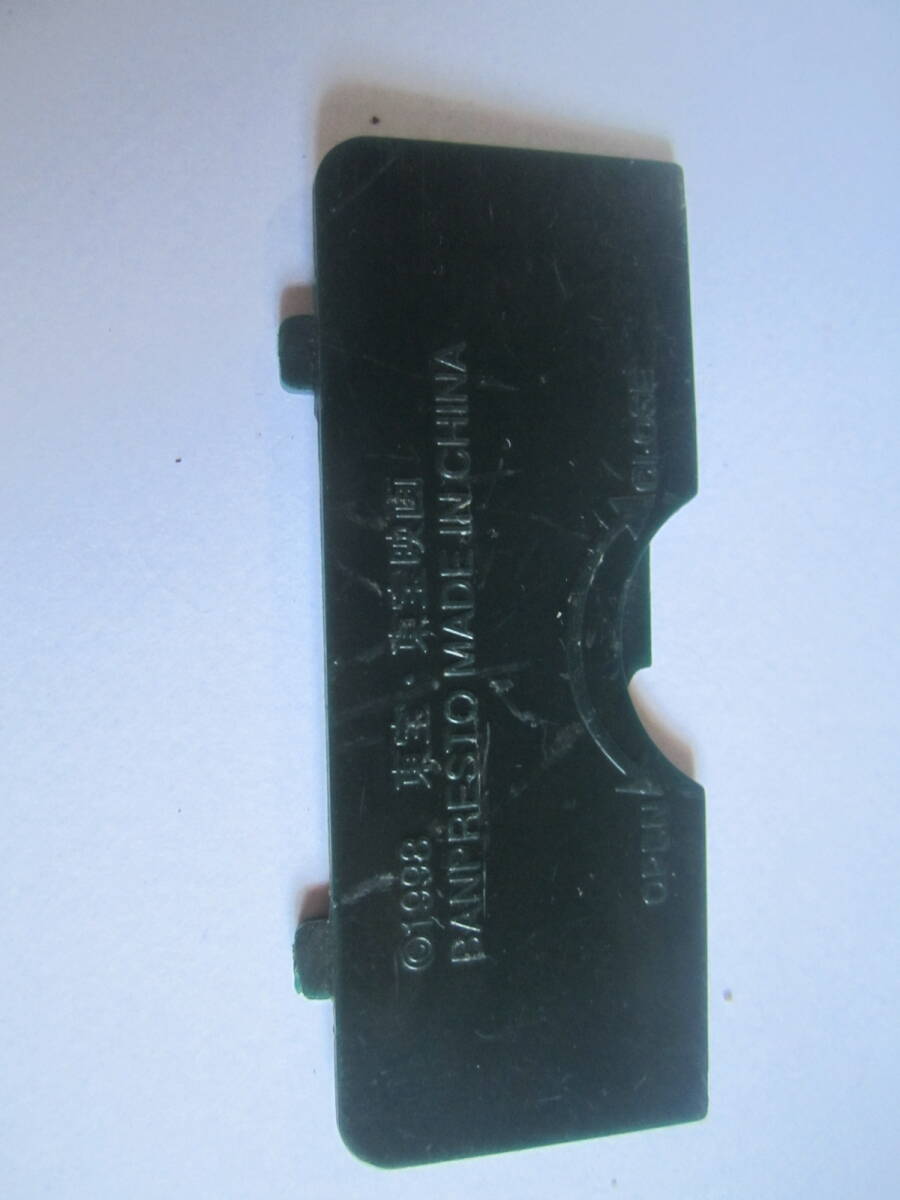 ©1998 東宝・東宝映画
BANPRESTO MADE IN CHINA
OPEN
CLOSE